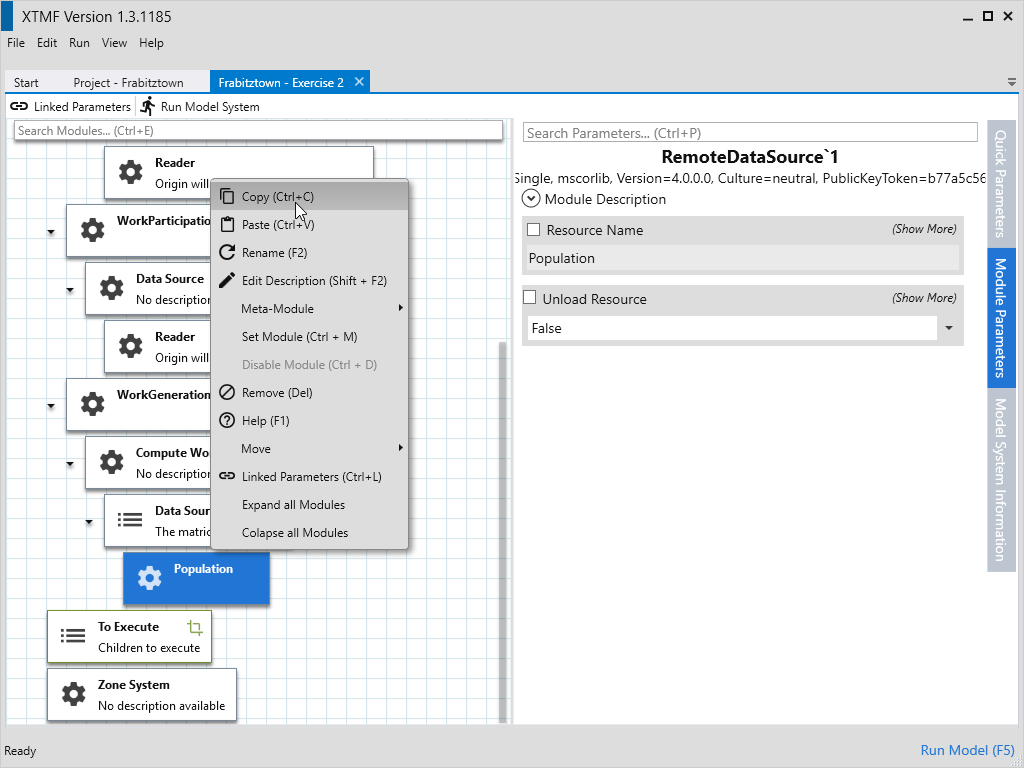 XTMF Version 1.3.1185
File Edit Run View Help
Start Project - Frabitztown Frabitztown - Exercise 2
Linked Parameters Run Model System
Search Modules... (Ctrl+E)
Reader
Origin will
WorkParticipatio
Data Source
No descriptio
Reader
Origin will
WorkGeneration
Compute Wo
No descriptio
Data Sour
The matric
Population
To Execute
Children to execute
Zone System
No description available
Copy (Ctrl+C)
Paste (Ctrl+V)
Rename (F2)
Edit Description (Shift + F2)
Meta-Module
Set Module (Ctrl + M)
Disable Module (Ctrl + D)
Remove (Del)
Help (F1)
Move
Linked Parameters (Ctrl+L)
Expand all Modules
Colapse all Modules
Search Parameters... (Ctrl+P)
RemoteDataSource`1
Single, mscorlib, Version=4.0.0.0, Culture=neutral, PublicKeyToken=b77a5c56
Module Description
Resource Name (Show More)
Population
Unload Resource (Show More)
False
Quick Parameters
Module Parameters
Model System Information
Ready
Run Model (F5)